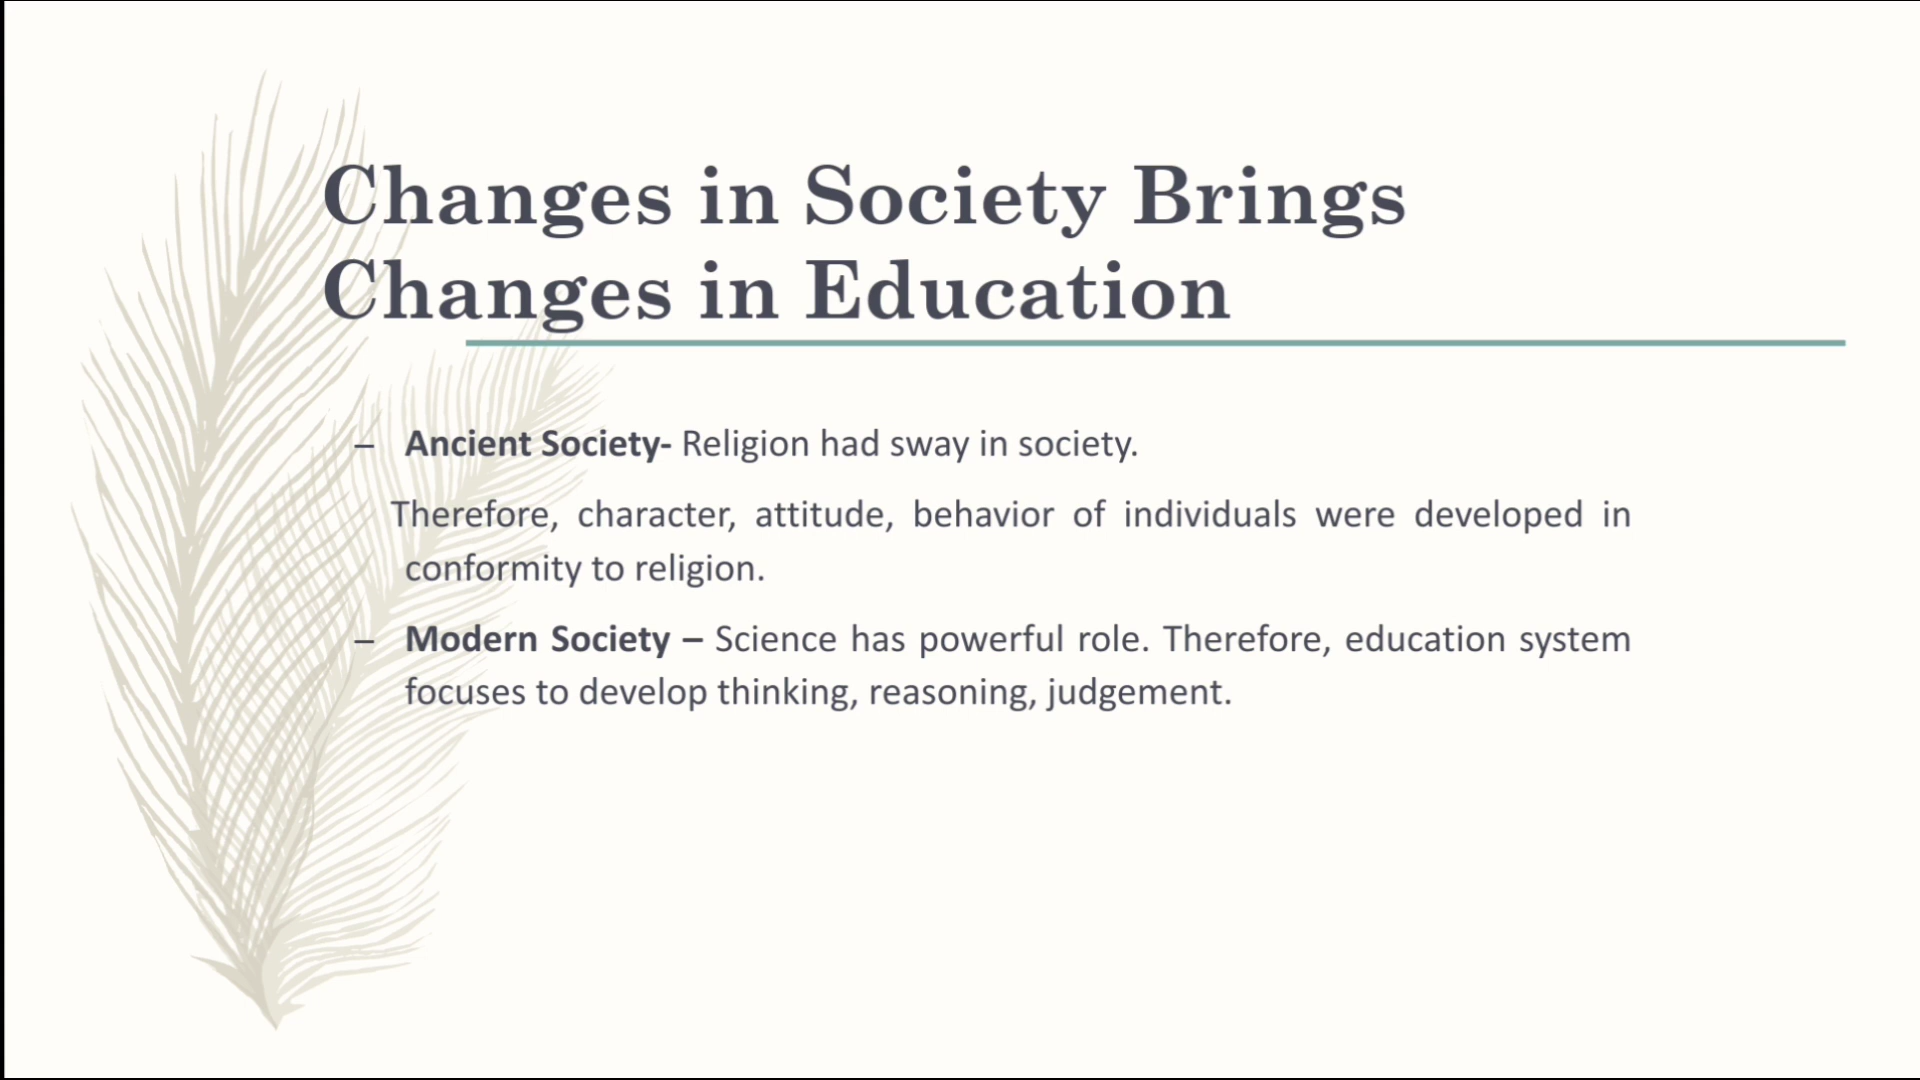 Changes in Society Brings
Changes in Education
– Ancient Society- Religion had sway in society.
Therefore, character, attitude, behavior of individuals were developed in
conformity to religion.
– Modern Society – Science has powerful role. Therefore, education system
focuses to develop thinking, reasoning, judgement.